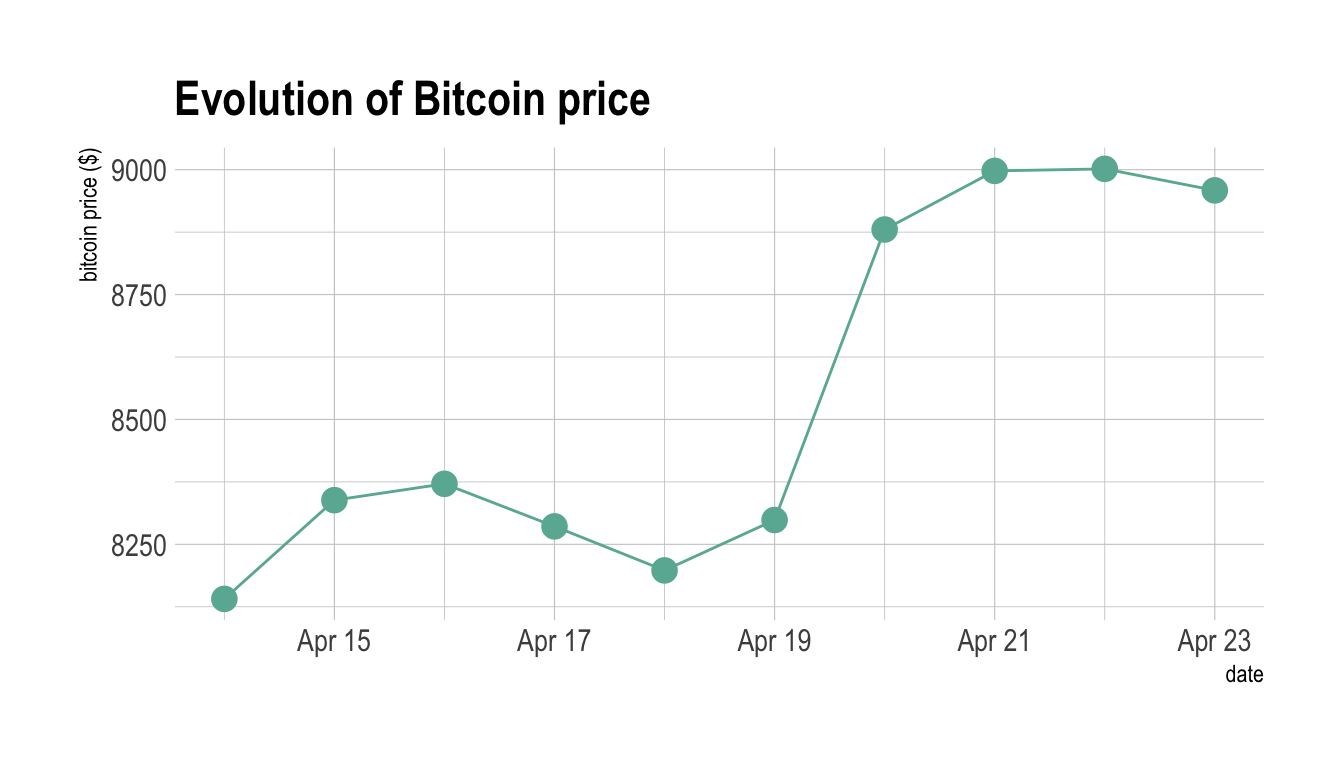 Evolution of Bitcoin price
bitcoin price ($)
9000
8750
8500
8250
Apr 15 Apr 17 Apr 19 Apr 21 Apr 23
date